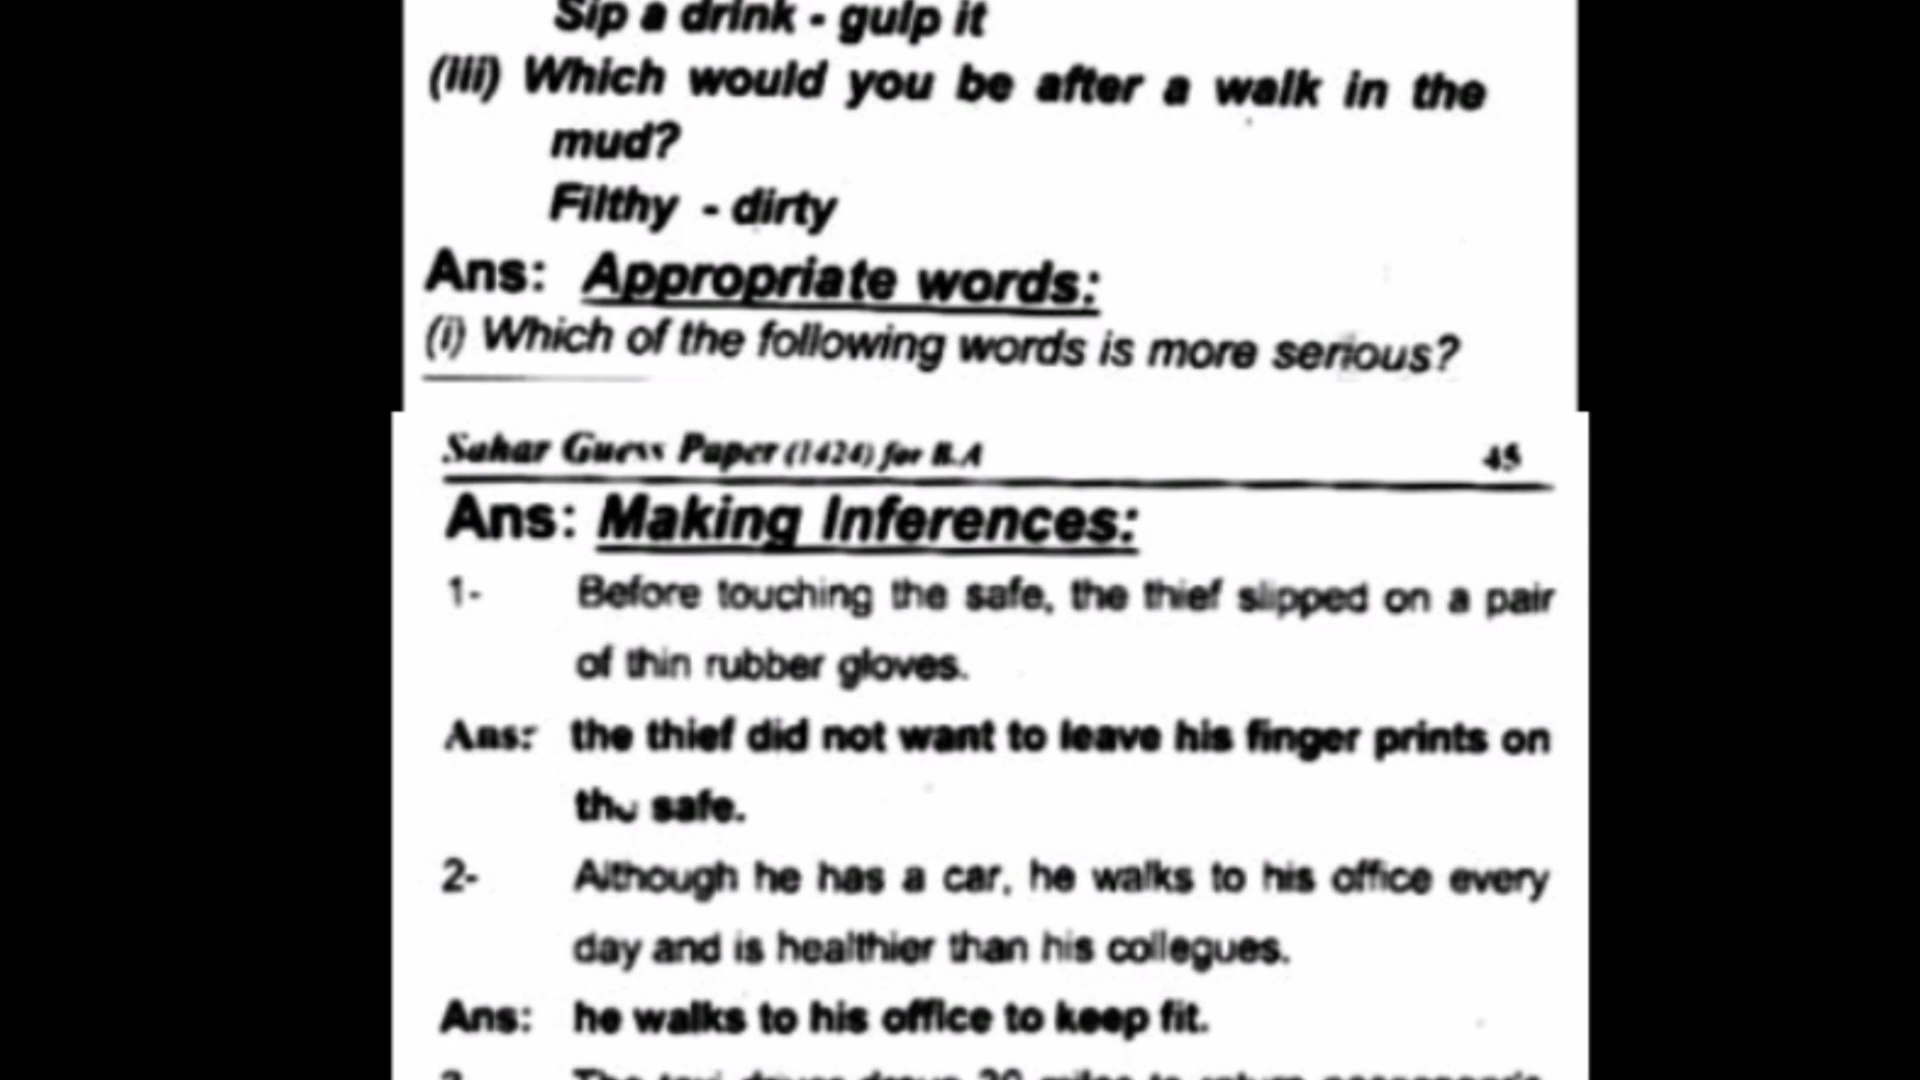 Sip a drink - gulp it
(iii) Which would you be after a walk in the
mud?
Filthy - dirty
Ans: Appropriate words:
(i) Which of the following words is more serious?
Sahar Guess Paper (1424) for B.A 45
Ans: Making Inferences:
1- Before touching the safe, the thief slipped on a pair
of thin rubber gloves.
Ans: the thief did not want to leave his finger prints on
the safe.
2- Although he has a car, he walks to his office every
day and is healthier than his collegues.
Ans: he walks to his office to keep fit.